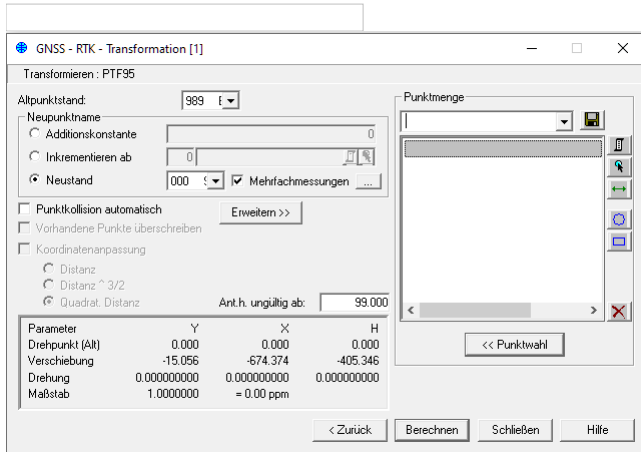 GNSS - RTK - Transformation [1]
Transformieren : PTF95
Altpunktstand: 989
Neupunktname
Additionskonstante 0
Inkrementieren ab 0
Neustand 000 Mehrfachmessungen ...
Punktkollision automatisch Erweitern >>
Vorhandene Punkte überschreiben
Koordinatenanpassung
Distanz
Distanz ^ 3/2
Quadrat. Distanz Ant.h. ungültig ab: 99.000
Parameter Y X H
Drehpunkt (Alt) 0.000 0.000 0.000
Verschiebung -15.056 -674.374 -405.346
Drehung 0.000000000 0.000000000 0.000000000
Maßstab 1.0000000 = 0.00 ppm
Punktmenge
<< Punktwahl
< Zurück Berechnen Schließen Hilfe